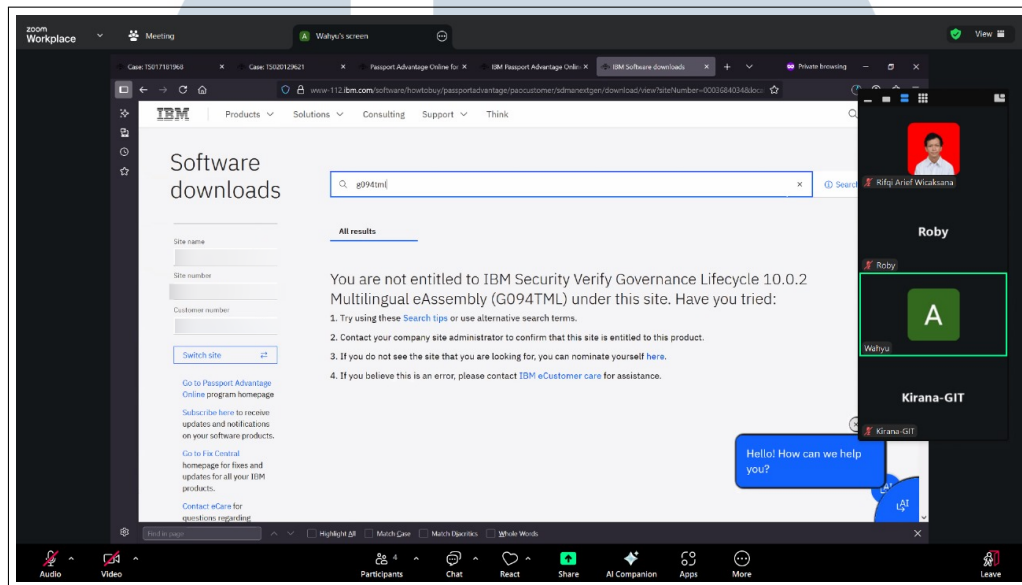 zoom
Workplace
Meeting
A Wahyu's screen
View
Case: TS017181968
Case: TS020129621
Passport Advantage Online for
IBM Passport Advantage Onlin
IBM Software downloads
Private browsing
www-112.ibm.com/software/howtobuy/passportadvantage/paocustomer/sdmanextgen/download/view?siteNumber=0003684034&loc
IBM
Products
Solutions
Consulting
Support
Think
Software
downloads
g094tml
Search
All results
Site name
Site number
Customer number
Switch site
Go to Passport Advantage
Online program homepage
Subscribe here to receive
updates and notifications
on your software products.
Go to Fix Central
homepage for fixes and
updates for all your IBM
products.
Contact eCare for
questions regarding
You are not entitled to IBM Security Verify Governance Lifecycle 10.0.2
Multilingual eAssembly (G094TML) under this site. Have you tried:
1. Try using these Search tips or use alternative search terms.
2. Contact your company site administrator to confirm that this site is entitled to this product.
3. If you do not see the site that you are looking for, you can nominate yourself here.
4. If you believe this is an error, please contact IBM eCustomer care for assistance.
Hello! How can we help
you?
AI
AI
Rifqi Arief Wicaksana
Roby
Roby
A
Wahyu
Kirana-GIT
Kirana-GIT
Find in page
Highlight All
Match Case
Match Diacritics
Whole Words
Audio
Video
4
Participants
Chat
React
Share
AI Companion
Apps
More
Leave